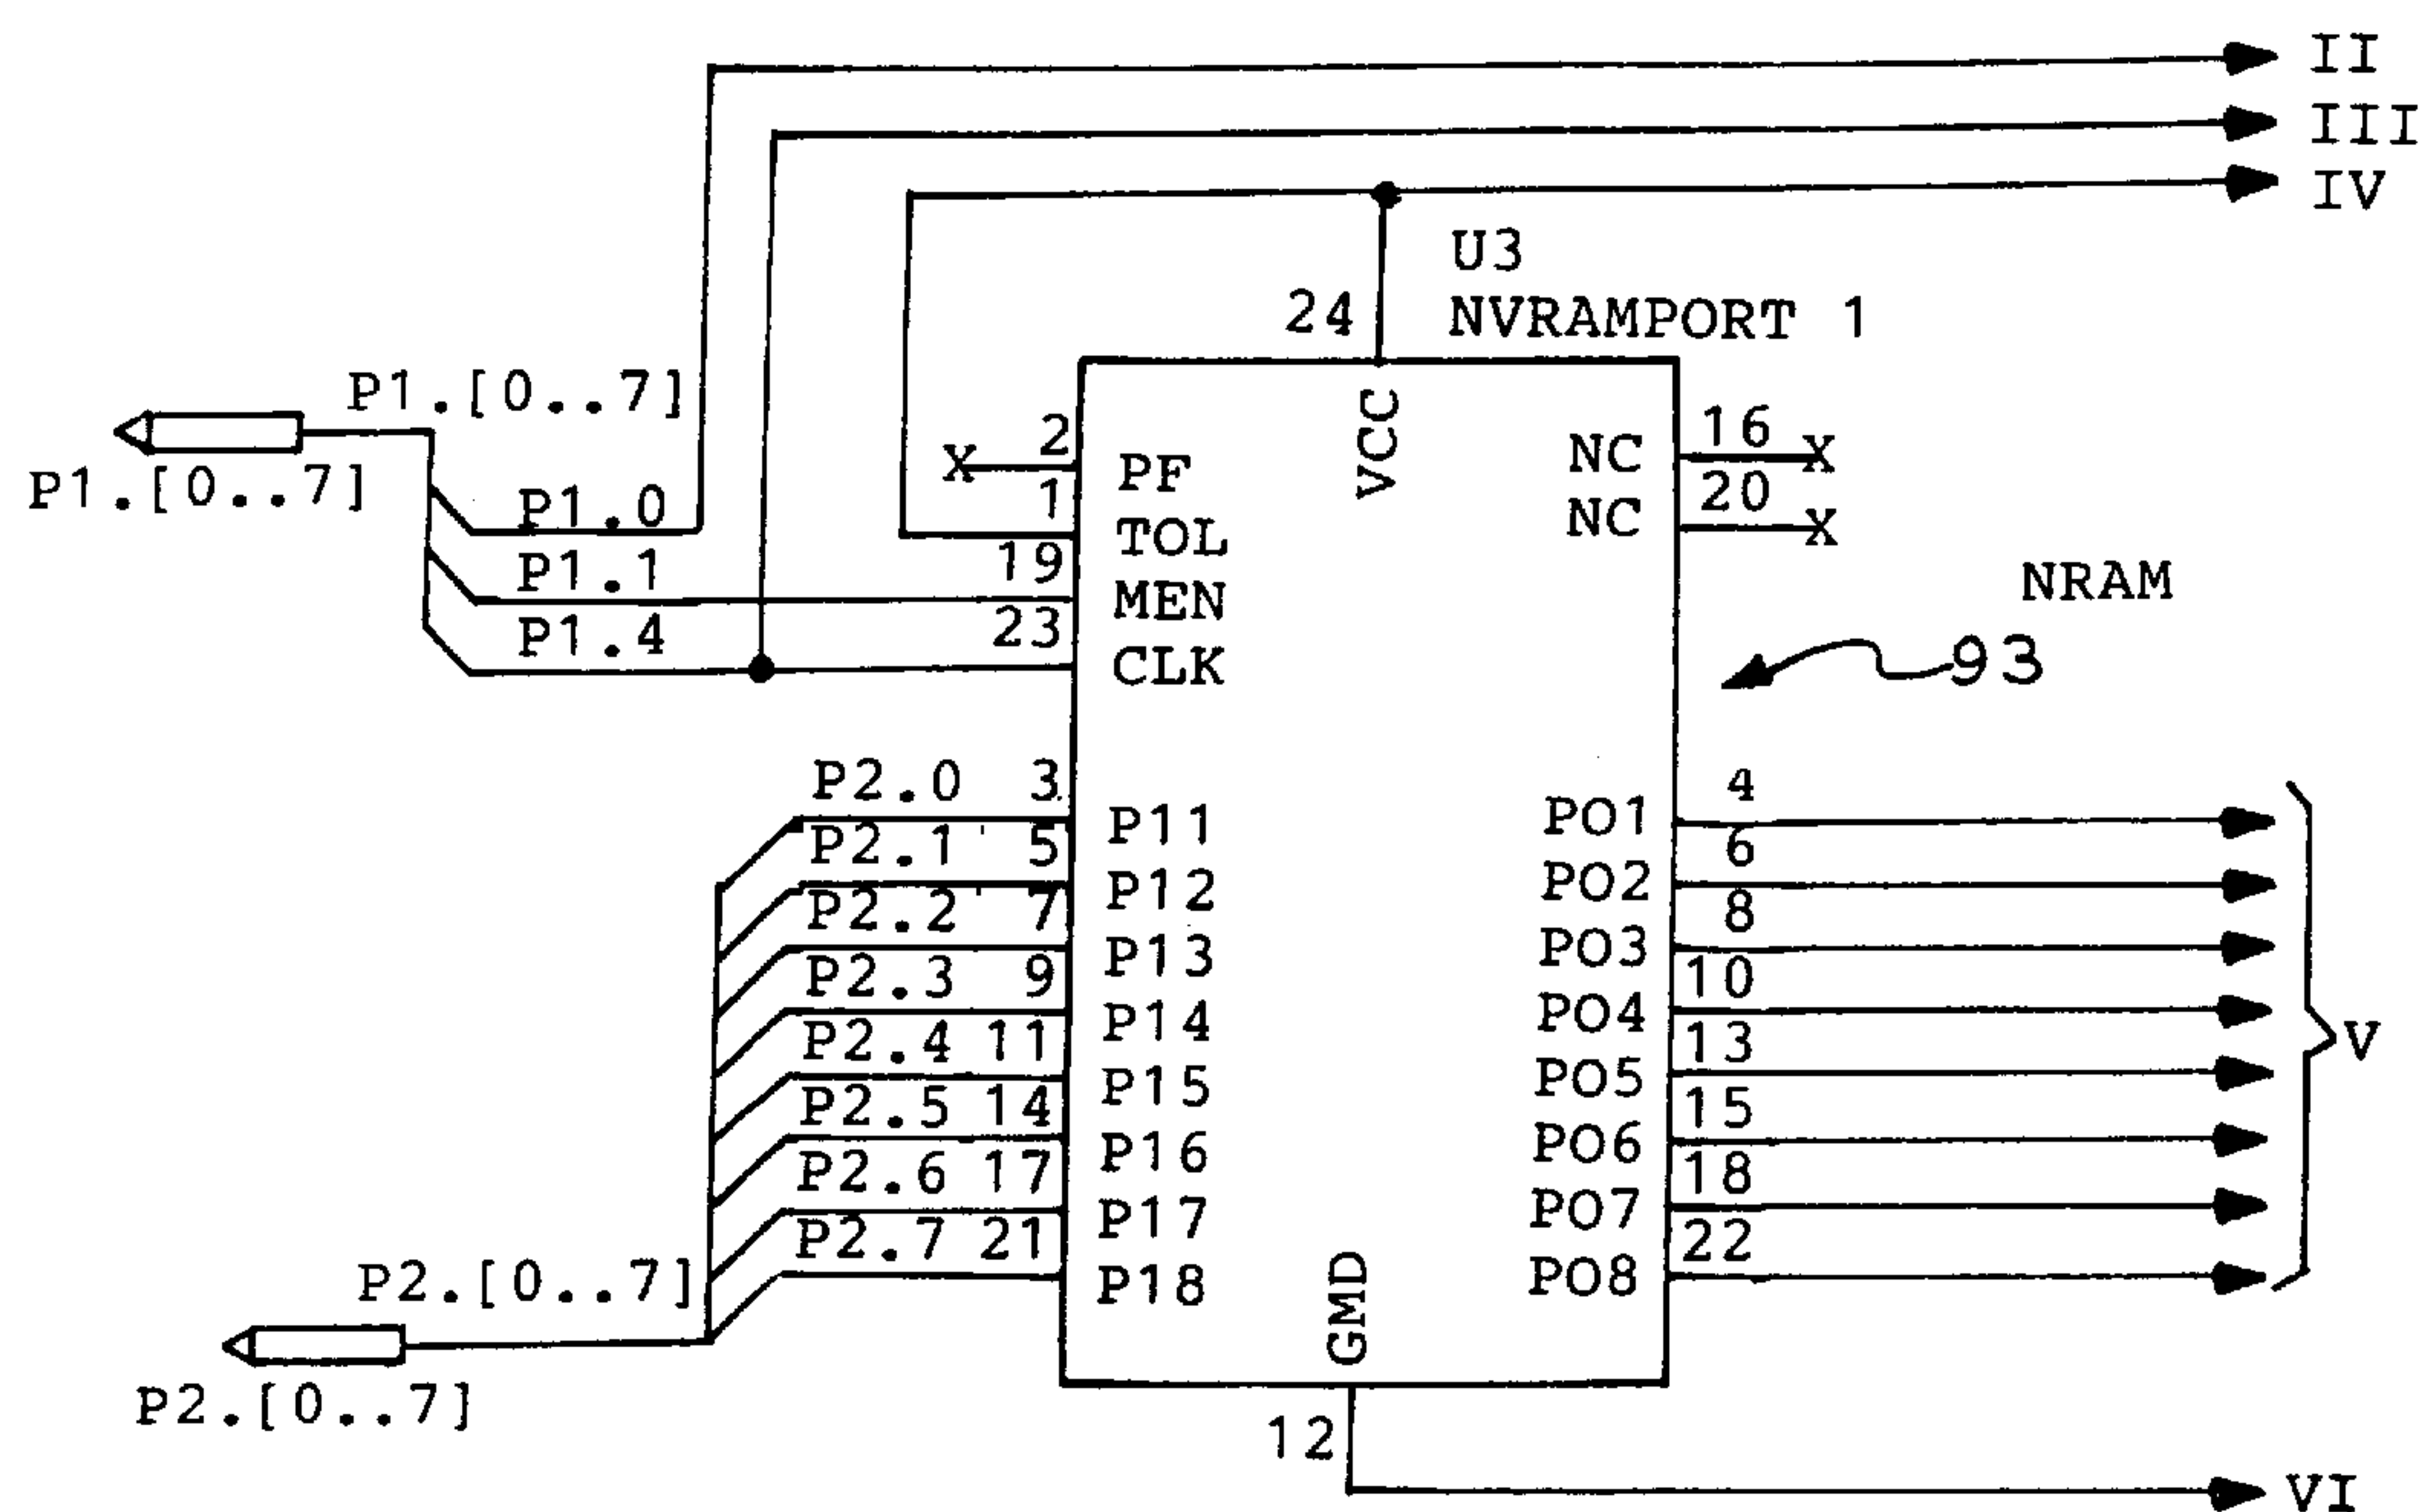 II
III
IV
U3
24
NVRAMPORT 1
P1.[0..7]
P1.[0..7]
P1.0
P1.1
P1.4
X
2
PF
1
TOL
19
MEN
23
CLK
VCC
NC
16
X
NC
20
X
NRAM
93
P2.0 3
P11
P2.1 5
P12
P2.2 7
P13
P2.3 9
P14
P2.4 11
P15
P2.5 14
P16
P2.6 17
P17
P2.7 21
P18
PO1
4
PO2
6
PO3
8
PO4
10
PO5
13
PO6
15
PO7
18
PO8
22
V
P2.[0..7]
P2.[0..7]
GMD
12
VI